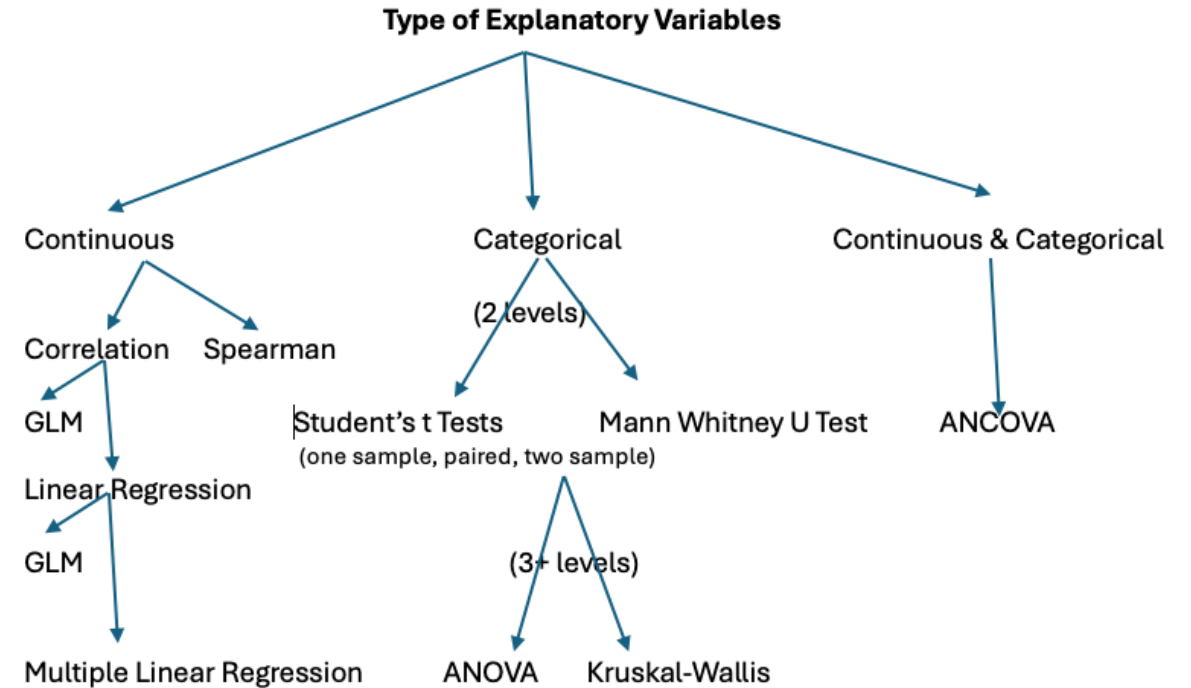 Type of Explanatory Variables
Continuous
Categorical
Continuous & Categorical
(2 levels)
Correlation
Spearman
GLM
Student’s t Tests
Mann Whitney U Test
ANCOVA
(one sample, paired, two sample)
Linear Regression
GLM
(3+ levels)
Multiple Linear Regression
ANOVA
Kruskal-Wallis